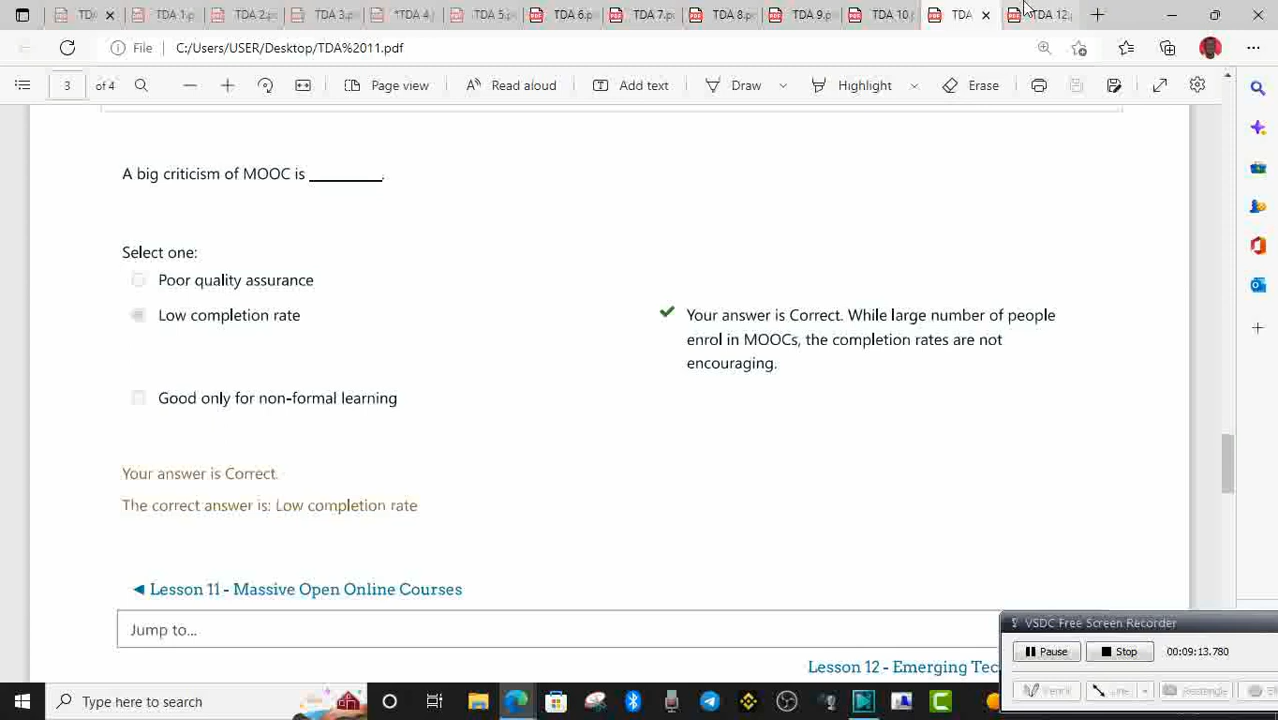 TDA TDA 1.p TDA 2. TDA 3. *TDA 4 TDA 5. TDA 6.p TDA 7.p TDA 8.p TDA 9.p TDA 10. TDA TDA 12.
File C:/Users/USER/Desktop/TDA%2011.pdf
3 of 4 Page view Read aloud Add text Draw Highlight Erase
A big criticism of MOOC is _________.
Select one:
Poor quality assurance
Low completion rate
Your answer is Correct. While large number of people
enrol in MOOCs, the completion rates are not
encouraging.
Good only for non-formal learning
Your answer is Correct.
The correct answer is: Low completion rate
◄ Lesson 11 - Massive Open Online Courses
Jump to...
VSDC Free Screen Recorder
Pause Stop 00:09:13.780
Lesson 12 - Emerging Tec
Line Rectangle
Type here to search